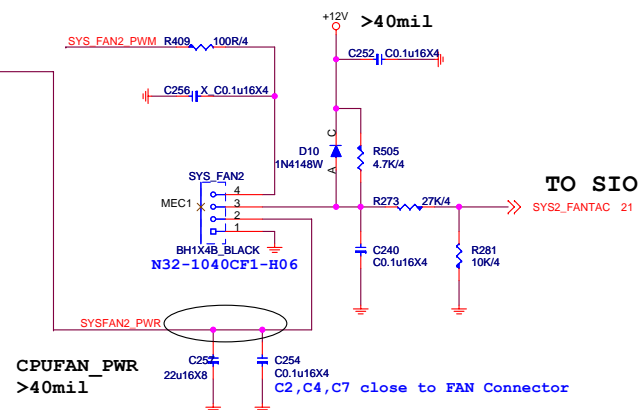 +12V
>40mil
SYS_FAN2_PWM
R409
100R/4
C252
C0.1u16X4
C256
X_C0.1u16X4
C
D10
1N4148W
A
R505
4.7K/4
SYS_FAN2
MEC1
4
3
2
1
R273
27K/4
TO SIO
SYS2_FANTAC 21
BH1X4B_BLACK
N32-1040CF1-H06
C240
C0.1u16X4
R281
10K/4
SYSFAN2_PWR
CPUFAN_PWR
>40mil
22u16X8
C254
C0.1u16X4
C2,C4,C7 close to FAN Connector